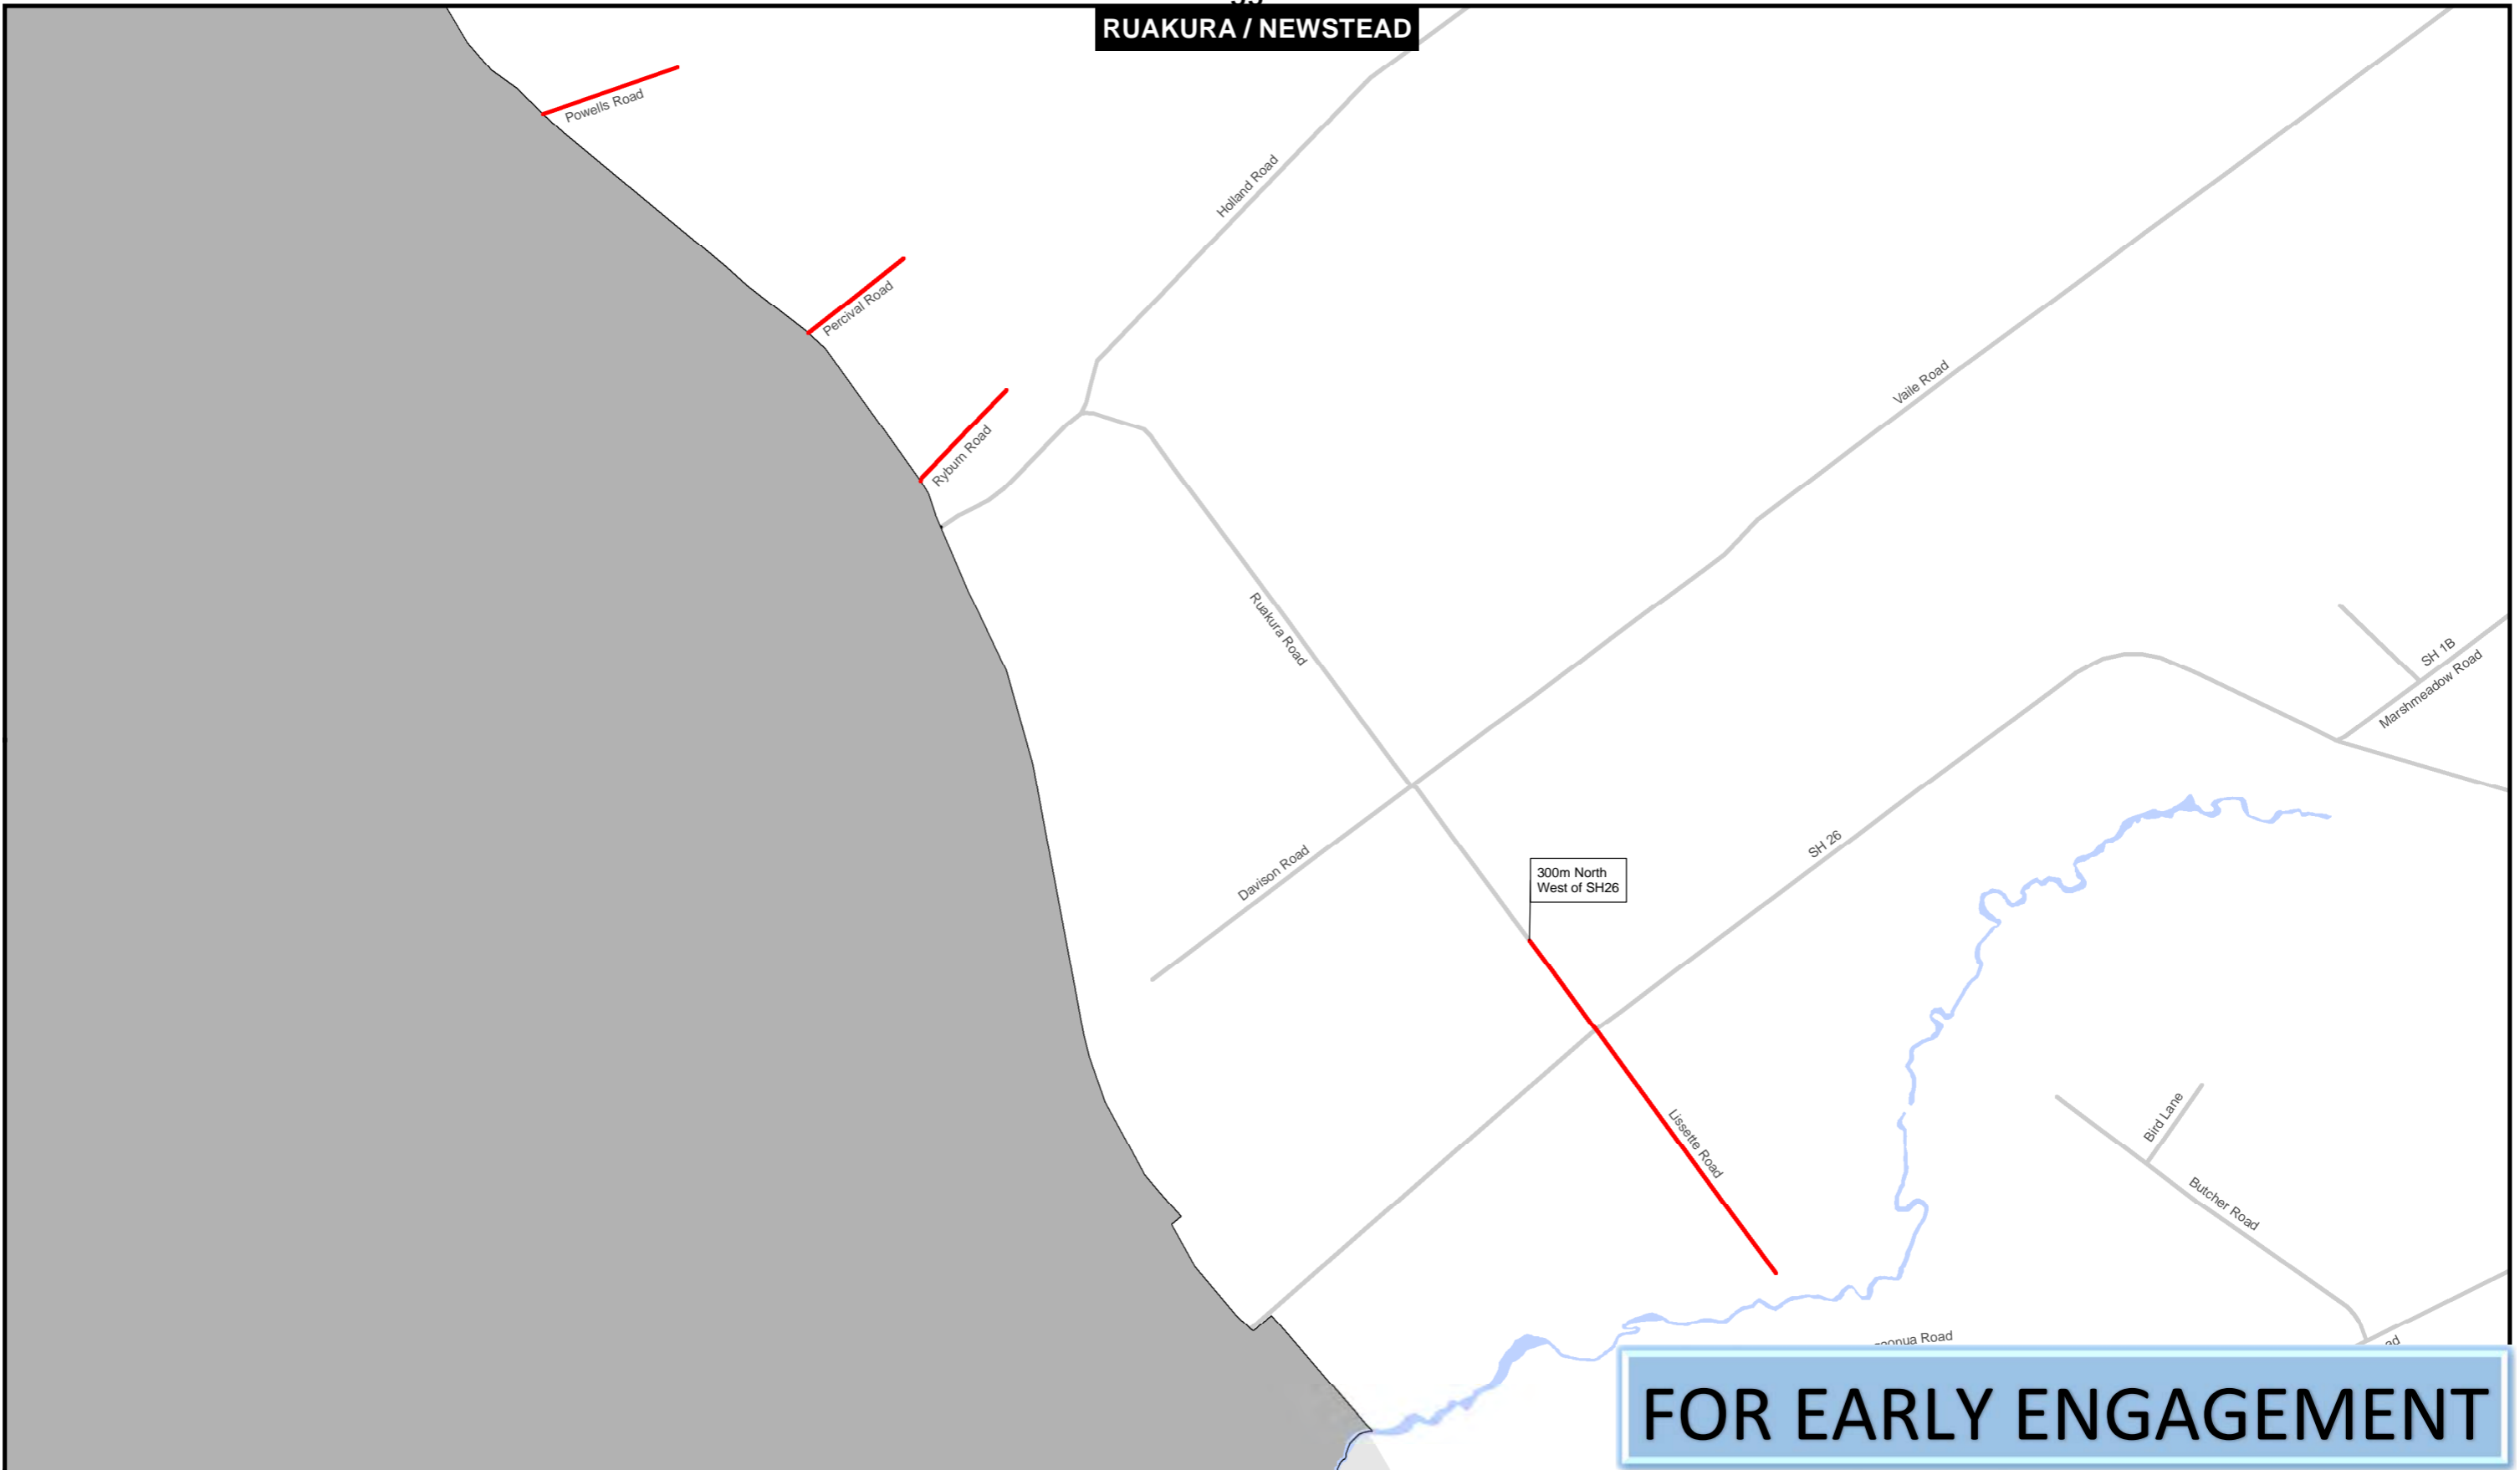 RUAKURA / NEWSTEAD
Powells Road
Holland Road
Percival Road
Vaile Road
Ryburn Road
Ruakura Road
SH 1B
Marshmeadow Road
SH 26
Davison Road
300m North
West of SH26
Bird Lane
Lissette Road
Butcher Road
Road
FOR EARLY ENGAGEMENT